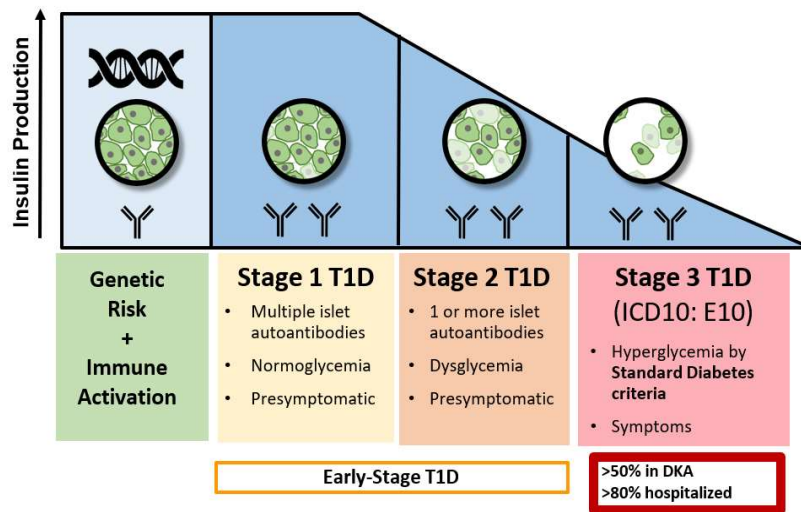 Insulin Production
Genetic
Risk
+
Immune
Activation
Stage 1 T1D
• Multiple islet
autoantibodies
• Normoglycemia
• Presymptomatic
Stage 2 T1D
• 1 or more islet
autoantibodies
• Dysglycemia
• Presymptomatic
Stage 3 T1D
(ICD10: E10)
• Hyperglycemia by
Standard Diabetes
criteria
• Symptoms
Early-Stage T1D
>50% in DKA
>80% hospitalized